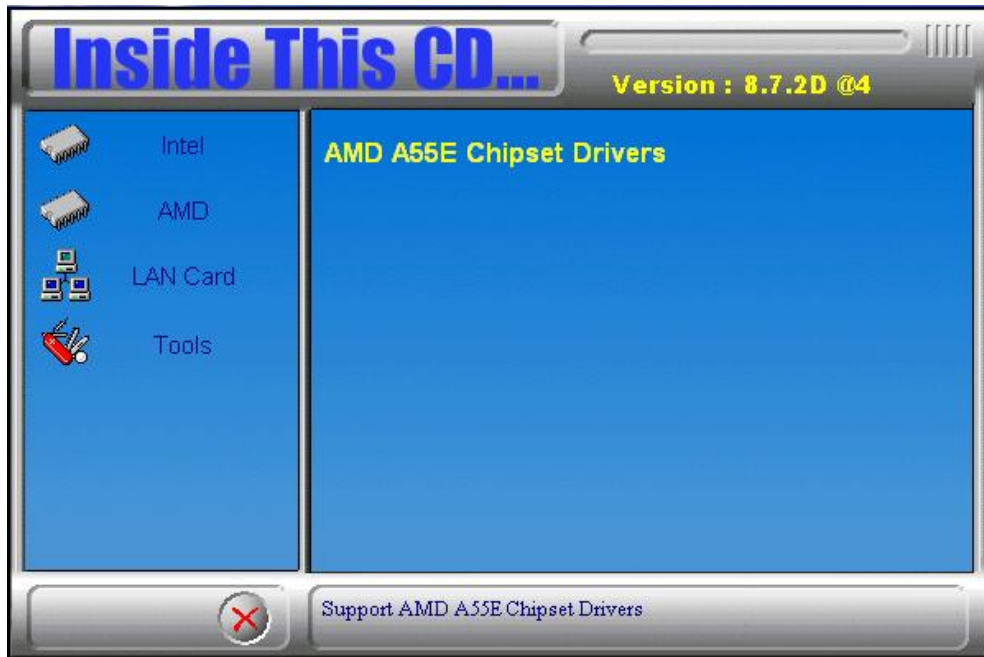 Inside This CD...
Version : 8.7.2D @4
Intel
AMD
LAN Card
Tools
AMD A55E Chipset Drivers
Support AMD A55E Chipset Drivers